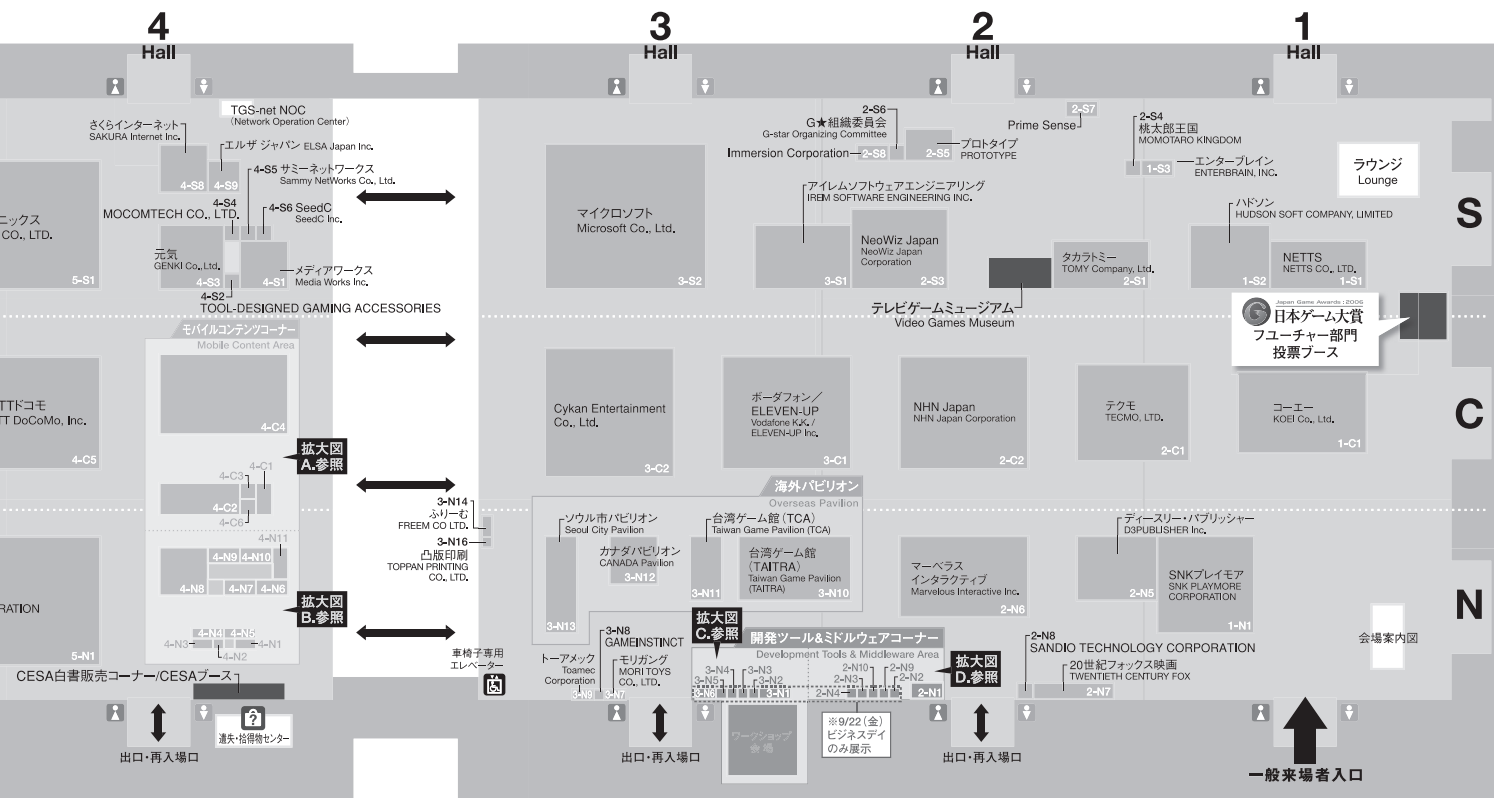 4
Hall
3
Hall
2
Hall
1
Hall
TGS-net NOC
(Network Operation Center)
さくらインターネット
SAKURA Internet Inc.
エルザ ジャパン ELSA Japan Inc.
4-S8
4-S9
4-S5 サミーネットワークス
Sammy NetWorks Co., Ltd.
4-S4
MOCOMTECH CO., LTD.
4-S6 SeedC
SeedC Inc.
ニックス
CO., LTD.
5-S1
元気
GENKI Co., Ltd.
4-S3
メディアワークス
Media Works Inc.
4-S1
4-S2
TOOL-DESIGNED GAMING ACCESSORIES
マイクロソフト
Microsoft Co., Ltd.
3-S2
2-S6
G★組織委員会
G-star Organizing Committee
Immersion Corporation
2-S8
2-S5
プロトタイプ
PROTOTYPE
2-S7
Prime Sense
2-S4
桃太郎王国
MOMOTARO KINGDOM
1-S3
エンターブレイン
ENTERBRAIN, INC.
ラウンジ
Lounge
アイレムソフトウェアエンジニアリング
IREM SOFTWARE ENGINEERING INC.
3-S1
NeoWiz Japan
NeoWiz Japan
Corporation
2-S3
タカラトミー
TOMY Company, Ltd.
2-S1
ハドソン
HUDSON SOFT COMPANY, LIMITED
1-S2
NETTS
NETTS CO., LTD.
1-S1
S
テレビゲームミュージアム
Video Games Museum
Japan Game Awards : 2006
日本ゲーム大賞
フューチャー部門
投票ブース
モバイルコンテンツコーナー
Mobile Content Area
TTドコモ
TT DoCoMo, Inc.
4-C5
4-C4
拡大図
A.参照
4-C3
4-C1
4-C2
4-C6
Cykan Entertainment
Co., Ltd.
3-C2
ボーダフォン／
ELEVEN-UP
Vodafone K.K. /
ELEVEN-UP Inc.
3-C1
NHN Japan
NHN Japan Corporation
2-C2
テクモ
TECMO, LTD.
2-C1
コーエー
KOEI Co., Ltd.
1-C1
C
海外パビリオン
Overseas Pavilion
3-N14
ふりーむ
FREEM CO LTD.
3-N16
凸版印刷
TOPPAN PRINTING
CO., LTD.
ソウル市パビリオン
Seoul City Pavilion
3-N13
カナダパビリオン
CANADA Pavilion
3-N12
台湾ゲーム館（TCA）
Taiwan Game Pavilion (TCA)
3-N11
台湾ゲーム館
（TAITRA）
Taiwan Game Pavilion
(TAITRA)
3-N10
4-N11
4-N9
4-N10
4-N8
4-N7
4-N6
拡大図
B.参照
4-N4
4-N5
4-N3
4-N1
4-N2
RATION
5-N1
マーベラス
インタラクティブ
Marvelous Interactive Inc.
2-N6
ディースリー・パブリッシャー
D3PUBLISHER Inc.
2-N5
SNKプレイモア
SNK PLAYMORE
CORPORATION
1-N1
N
会場案内図
CESA白書販売コーナー/CESAブース
車椅子専用
エレベーター
3-N8
GAMEINSTINCT
トーアメック
Toamec
Corporation
3-N9
モリガング
MORI TOYS
CO., LTD.
3-N7
拡大図
C.参照
開発ツール&ミドルウェアコーナー
Development Tools & Middleware Area
3-N4
3-N3
3-N5
3-N2
3-N6
3-N1
2-N10
2-N9
2-N3
2-N2
2-N4
2-N1
拡大図
D.参照
2-N8
SANDIO TECHNOLOGY CORPORATION
20世紀フォックス映画
TWENTIETH CENTURY FOX
2-N7
?
遺失・拾得物センター
ワークショップ
会場
※9/22（金）
ビジネスデイ
のみ展示
出口・再入場口
出口・再入場口
出口・再入場口
一般来場者入口